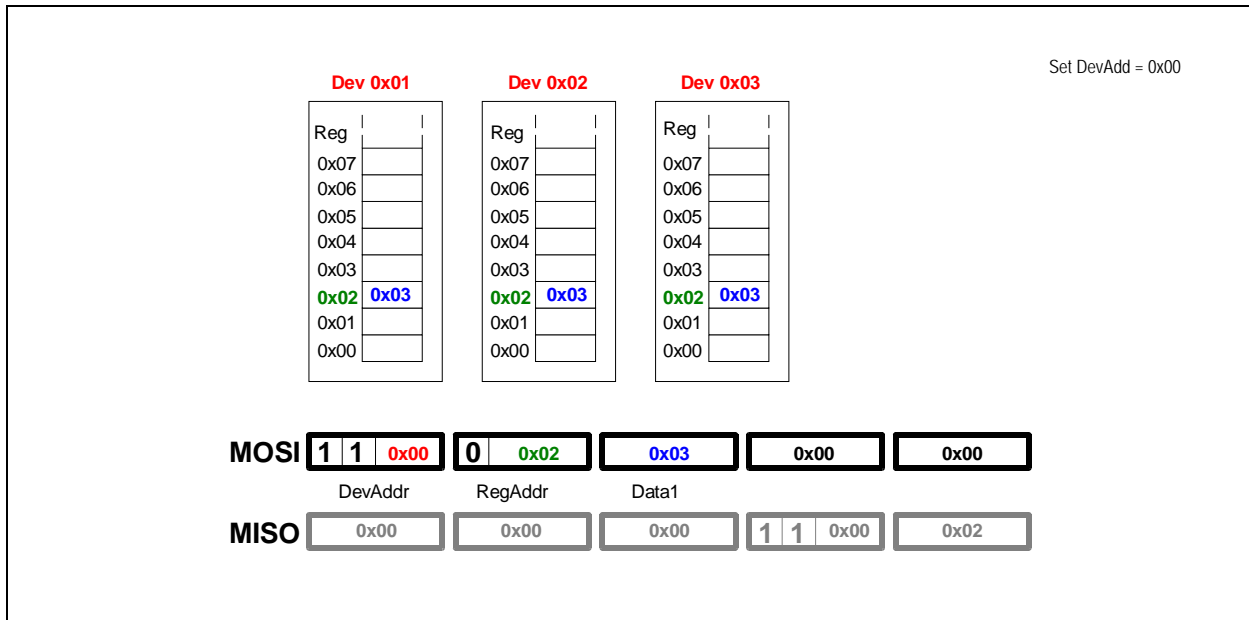 Set DevAdd = 0x00
Dev 0x01 Dev 0x02 Dev 0x03
Reg Reg Reg
0x07 0x07 0x07
0x06 0x06 0x06
0x05 0x05 0x05
0x04 0x04 0x04
0x03 0x03 0x03
0x02 0x03 0x02 0x03 0x02 0x03
0x01 0x01 0x01
0x00 0x00 0x00
MOSI 1 1 0x00 0 0x02 0x03 0x00 0x00
DevAddr RegAddr Data1
MISO 0x00 0x00 0x00 1 1 0x00 0x02